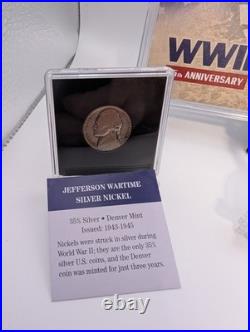 WWII
th ANNIVERSARY
JEFFERSON WARTIME
SILVER NICKEL
35% Silver • Denver Mint
Issued: 1943-1945
Nickels were struck in silver during
World War II; they are the only 35%
silver U.S. coins, and the Denver
coin was minted for just three years.